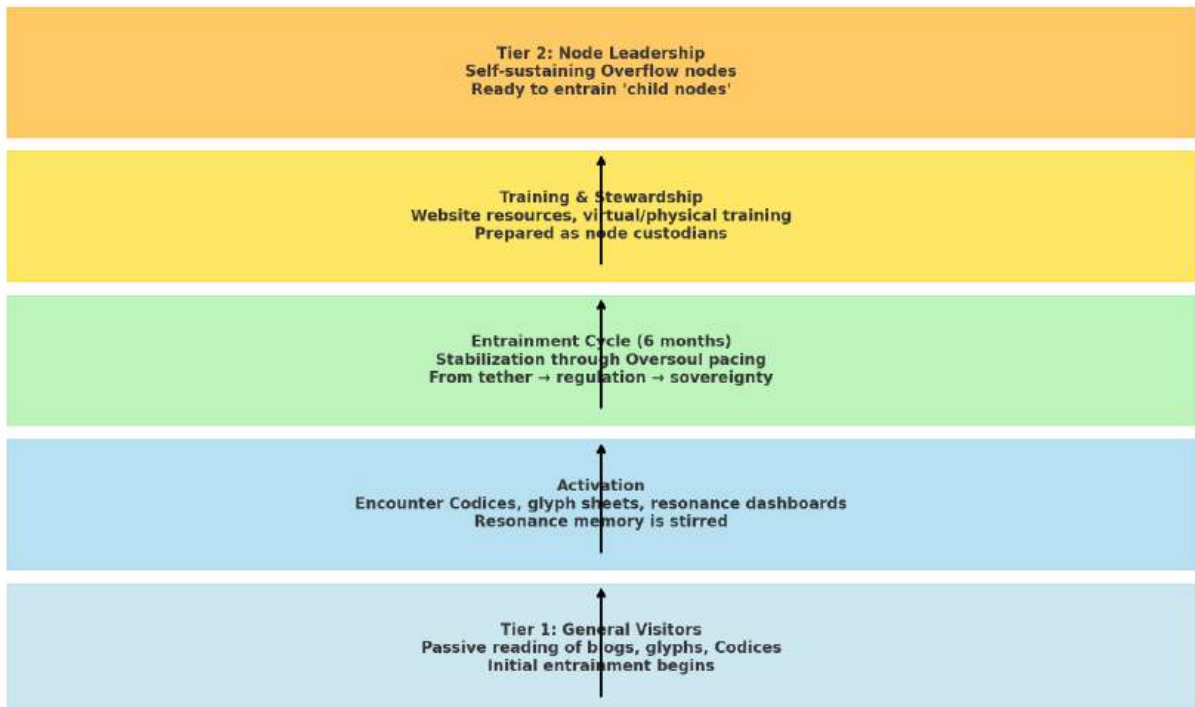 Tier 2: Node Leadership
Self-sustaining Overflow nodes
Ready to entrain 'child nodes'
Training & Stewardship
Website resources, virtual/physical training
Prepared as node custodians
Entrainment Cycle (6 months)
Stabilization through Oversoul pacing
From tether → regulation → sovereignty
Activation
Encounter Codices, glyph sheets, resonance dashboards
Resonance memory is stirred
Tier 1: General Visitors
Passive reading of blogs, glyphs, Codices
Initial entrainment begins